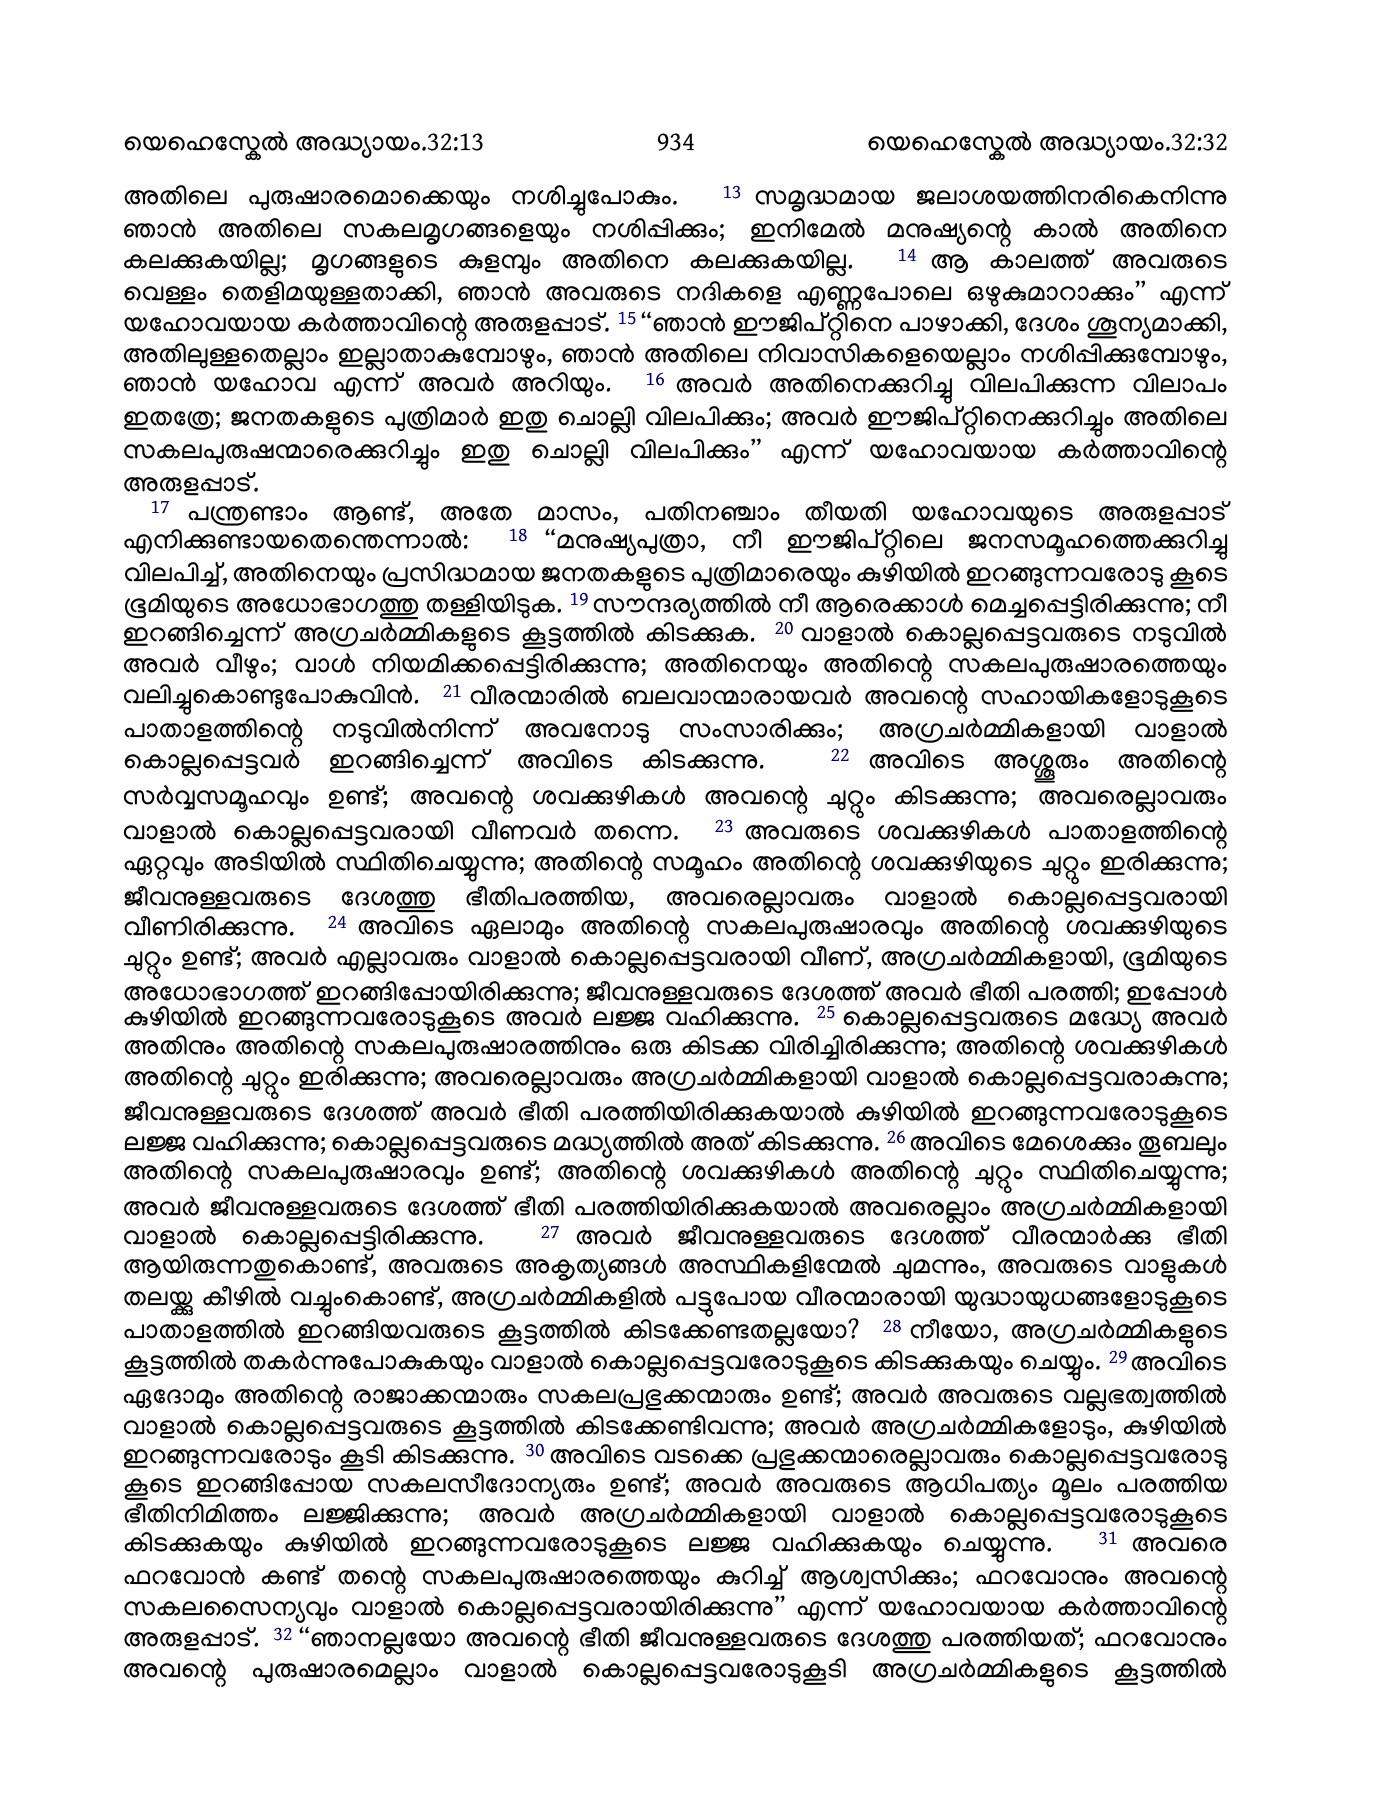 യെഹെസ്കേൽ അദ്ധ്യായം.32:13 934 യെഹെസ്കേൽ അദ്ധ്യായം.32:32
അതിലെ പുരുഷാരമൊക്കെയും നശിച്ചുപോകും. 13 സമൃദ്ധമായ ജലാശയത്തിനരികെനിന്നു
ഞാൻ അതിലെ സകലമൃഗങ്ങളെയും നശിപ്പിക്കും; ഇനിമേൽ മനുഷ്യന്റെ കാൽ അതിനെ
കലക്കുകയില്ല; മൃഗങ്ങളുടെ കുളമ്പും അതിനെ കലക്കുകയില്ല. 14 ആ കാലത്ത് അവരുടെ
വെള്ളം തെളിമയുള്ളതാക്കി, ഞാൻ അവരുടെ നദികളെ എണ്ണപോലെ ഒഴുകുമാറാക്കും” എന്ന്
യഹോവയായ കർത്താവിന്റെ അരുളപ്പാട്. 15 “ഞാൻ ഈജിപ്റ്റിനെ പാഴാക്കി, ദേശം ശൂന്യമാക്കി,
അതിലുള്ളതെല്ലാം ഇല്ലാതാകുമ്പോഴും, ഞാൻ അതിലെ നിവാസികളെയെല്ലാം നശിപ്പിക്കുമ്പോഴും,
ഞാൻ യഹോവ എന്ന് അവർ അറിയും. 16 അവർ അതിനെക്കുറിച്ചു വിലപിക്കുന്ന വിലാപം
ഇതത്രേ; ജനതകളുടെ പുത്രിമാർ ഇതു ചൊല്ലി വിലപിക്കും; അവർ ഈജിപ്റ്റിനെക്കുറിച്ചും അതിലെ
സകലപുരുഷന്മാരെക്കുറിച്ചും ഇതു ചൊല്ലി വിലപിക്കും” എന്ന് യഹോവയായ കർത്താവിന്റെ
അരുളപ്പാട്.
17 പന്ത്രണ്ടാം ആണ്ട്, അതേ മാസം, പതിനഞ്ചാം തീയതി യഹോവയുടെ അരുളപ്പാട്
എനിക്കുണ്ടായതെന്തെന്നാൽ: 18 “മനുഷ്യപുത്രാ, നീ ഈജിപ്റ്റിലെ ജനസമൂഹത്തെക്കുറിച്ചു
വിലപിച്ച്, അതിനെയും പ്രസിദ്ധമായ ജനതകളുടെ പുത്രിമാരെയും കുഴിയിൽ ഇറങ്ങുന്നവരോടു കൂടെ
ഭൂമിയുടെ അധോഭാഗത്തു തള്ളിയിടുക. 19 സൗന്ദര്യത്തിൽ നീ ആരെക്കാൾ മെച്ചപ്പെട്ടിരിക്കുന്നു; നീ
ഇറങ്ങിച്ചെന്ന് അഗ്രചർമ്മികളുടെ കൂട്ടത്തിൽ കിടക്കുക. 20 വാളാൽ കൊല്ലപ്പെട്ടവരുടെ നടുവിൽ
അവർ വീഴും; വാൾ നിയമിക്കപ്പെട്ടിരിക്കുന്നു; അതിനെയും അതിന്റെ സകലപുരുഷാരത്തെയും
വലിച്ചുകൊണ്ടുപോകുവിൻ. 21 വീരന്മാരിൽ ബലവാന്മാരായവർ അവന്റെ സഹായികളോടുകൂടെ
പാതാളത്തിന്റെ നടുവിൽനിന്ന് അവനോടു സംസാരിക്കും; അഗ്രചർമ്മികളായി വാളാൽ
കൊല്ലപ്പെട്ടവർ ഇറങ്ങിച്ചെന്ന് അവിടെ കിടക്കുന്നു. 22 അവിടെ അശ്ശൂരും അതിന്റെ
സർവ്വസമൂഹവും ഉണ്ട്; അവന്റെ ശവക്കുഴികൾ അവന്റെ ചുറ്റും കിടക്കുന്നു; അവരെല്ലാവരും
വാളാൽ കൊല്ലപ്പെട്ടവരായി വീണവർ തന്നെ. 23 അവരുടെ ശവക്കുഴികൾ പാതാളത്തിന്റെ
ഏറ്റവും അടിയിൽ സ്ഥിതിചെയ്യുന്നു; അതിന്റെ സമൂഹം അതിന്റെ ശവക്കുഴിയുടെ ചുറ്റും ഇരിക്കുന്നു;
ജീവനുള്ളവരുടെ ദേശത്തു ഭീതിപരത്തിയ, അവരെല്ലാവരും വാളാൽ കൊല്ലപ്പെട്ടവരായി
വീണിരിക്കുന്നു. 24 അവിടെ ഏലാമും അതിന്റെ സകലപുരുഷാരവും അതിന്റെ ശവക്കുഴിയുടെ
ചുറ്റും ഉണ്ട്; അവർ എല്ലാവരും വാളാൽ കൊല്ലപ്പെട്ടവരായി വീണ്, അഗ്രചർമ്മികളായി, ഭൂമിയുടെ
അധോഭാഗത്ത് ഇറങ്ങിപ്പോയിരിക്കുന്നു; ജീവനുള്ളവരുടെ ദേശത്ത് അവർ ഭീതി പരത്തി; ഇപ്പോൾ
കുഴിയിൽ ഇറങ്ങുന്നവരോടുകൂടെ അവർ ലജ്ജ വഹിക്കുന്നു. 25 കൊല്ലപ്പെട്ടവരുടെ മദ്ധ്യേ അവർ
അതിനും അതിന്റെ സകലപുരുഷാരത്തിനും ഒരു കിടക്ക വിരിച്ചിരിക്കുന്നു; അതിന്റെ ശവക്കുഴികൾ
അതിന്റെ ചുറ്റും ഇരിക്കുന്നു; അവരെല്ലാവരും അഗ്രചർമ്മികളായി വാളാൽ കൊല്ലപ്പെട്ടവരാകുന്നു;
ജീവനുള്ളവരുടെ ദേശത്ത് അവർ ഭീതി പരത്തിയിരിക്കുകയാൽ കുഴിയിൽ ഇറങ്ങുന്നവരോടുകൂടെ
ലജ്ജ വഹിക്കുന്നു; കൊല്ലപ്പെട്ടവരുടെ മദ്ധ്യത്തിൽ അത് കിടക്കുന്നു. 26 അവിടെ മേശെക്കും തൂബലും
അതിന്റെ സകലപുരുഷാരവും ഉണ്ട്; അതിന്റെ ശവക്കുഴികൾ അതിന്റെ ചുറ്റും സ്ഥിതിചെയ്യുന്നു;
അവർ ജീവനുള്ളവരുടെ ദേശത്ത് ഭീതി പരത്തിയിരിക്കുകയാൽ അവരെല്ലാം അഗ്രചർമ്മികളായി
വാളാൽ കൊല്ലപ്പെട്ടിരിക്കുന്നു. 27 അവർ ജീവനുള്ളവരുടെ ദേശത്ത് വീരന്മാർക്കു ഭീതി
ആയിരുന്നതുകൊണ്ട്, അവരുടെ അകൃത്യങ്ങൾ അസ്ഥികളിന്മേൽ ചുമന്നും, അവരുടെ വാളുകൾ
തലയ്ക്കു കീഴിൽ വച്ചുംകൊണ്ട്, അഗ്രചർമ്മികളിൽ പട്ടുപോയ വീരന്മാരായി യുദ്ധായുധങ്ങളോടുകൂടെ
പാതാളത്തിൽ ഇറങ്ങിയവരുടെ കൂട്ടത്തിൽ കിടക്കേണ്ടതല്ലയോ? 28 നീയോ, അഗ്രചർമ്മികളുടെ
കൂട്ടത്തിൽ തകർന്നുപോകുകയും വാളാൽ കൊല്ലപ്പെട്ടവരോടുകൂടെ കിടക്കുകയും ചെയ്യും. 29 അവിടെ
ഏദോമും അതിന്റെ രാജാക്കന്മാരും സകലപ്രഭുക്കന്മാരും ഉണ്ട്; അവർ അവരുടെ വല്ലഭത്വത്തിൽ
വാളാൽ കൊല്ലപ്പെട്ടവരുടെ കൂട്ടത്തിൽ കിടക്കേണ്ടിവന്നു; അവർ അഗ്രചർമ്മികളോടും, കുഴിയിൽ
ഇറങ്ങുന്നവരോടും കൂടി കിടക്കുന്നു. 30 അവിടെ വടക്കെ പ്രഭുക്കന്മാരെല്ലാവരും കൊല്ലപ്പെട്ടവരോടു
കൂടെ ഇറങ്ങിപ്പോയ സകലസീദോന്യരും ഉണ്ട്; അവർ അവരുടെ ആധിപത്യം മൂലം പരത്തിയ
ഭീതിനിമിത്തം ലജ്ജിക്കുന്നു; അവർ അഗ്രചർമ്മികളായി വാളാൽ കൊല്ലപ്പെട്ടവരോടുകൂടെ
കിടക്കുകയും കുഴിയിൽ ഇറങ്ങുന്നവരോടുകൂടെ ലജ്ജ വഹിക്കുകയും ചെയ്യുന്നു. 31 അവരെ
ഫറവോൻ കണ്ട് തന്റെ സകലപുരുഷാരത്തെയും കുറിച്ച് ആശ്വസിക്കും; ഫറവോനും അവന്റെ
സകലസൈന്യവും വാളാൽ കൊല്ലപ്പെട്ടവരായിരിക്കുന്നു” എന്ന് യഹോവയായ കർത്താവിന്റെ
അരുളപ്പാട്. 32 “ഞാനല്ലയോ അവന്റെ ഭീതി ജീവനുള്ളവരുടെ ദേശത്തു പരത്തിയത്; ഫറവോനും
അവന്റെ പുരുഷാരമെല്ലാം വാളാൽ കൊല്ലപ്പെട്ടവരോടുകൂടി അഗ്രചർമ്മികളുടെ കൂട്ടത്തിൽ